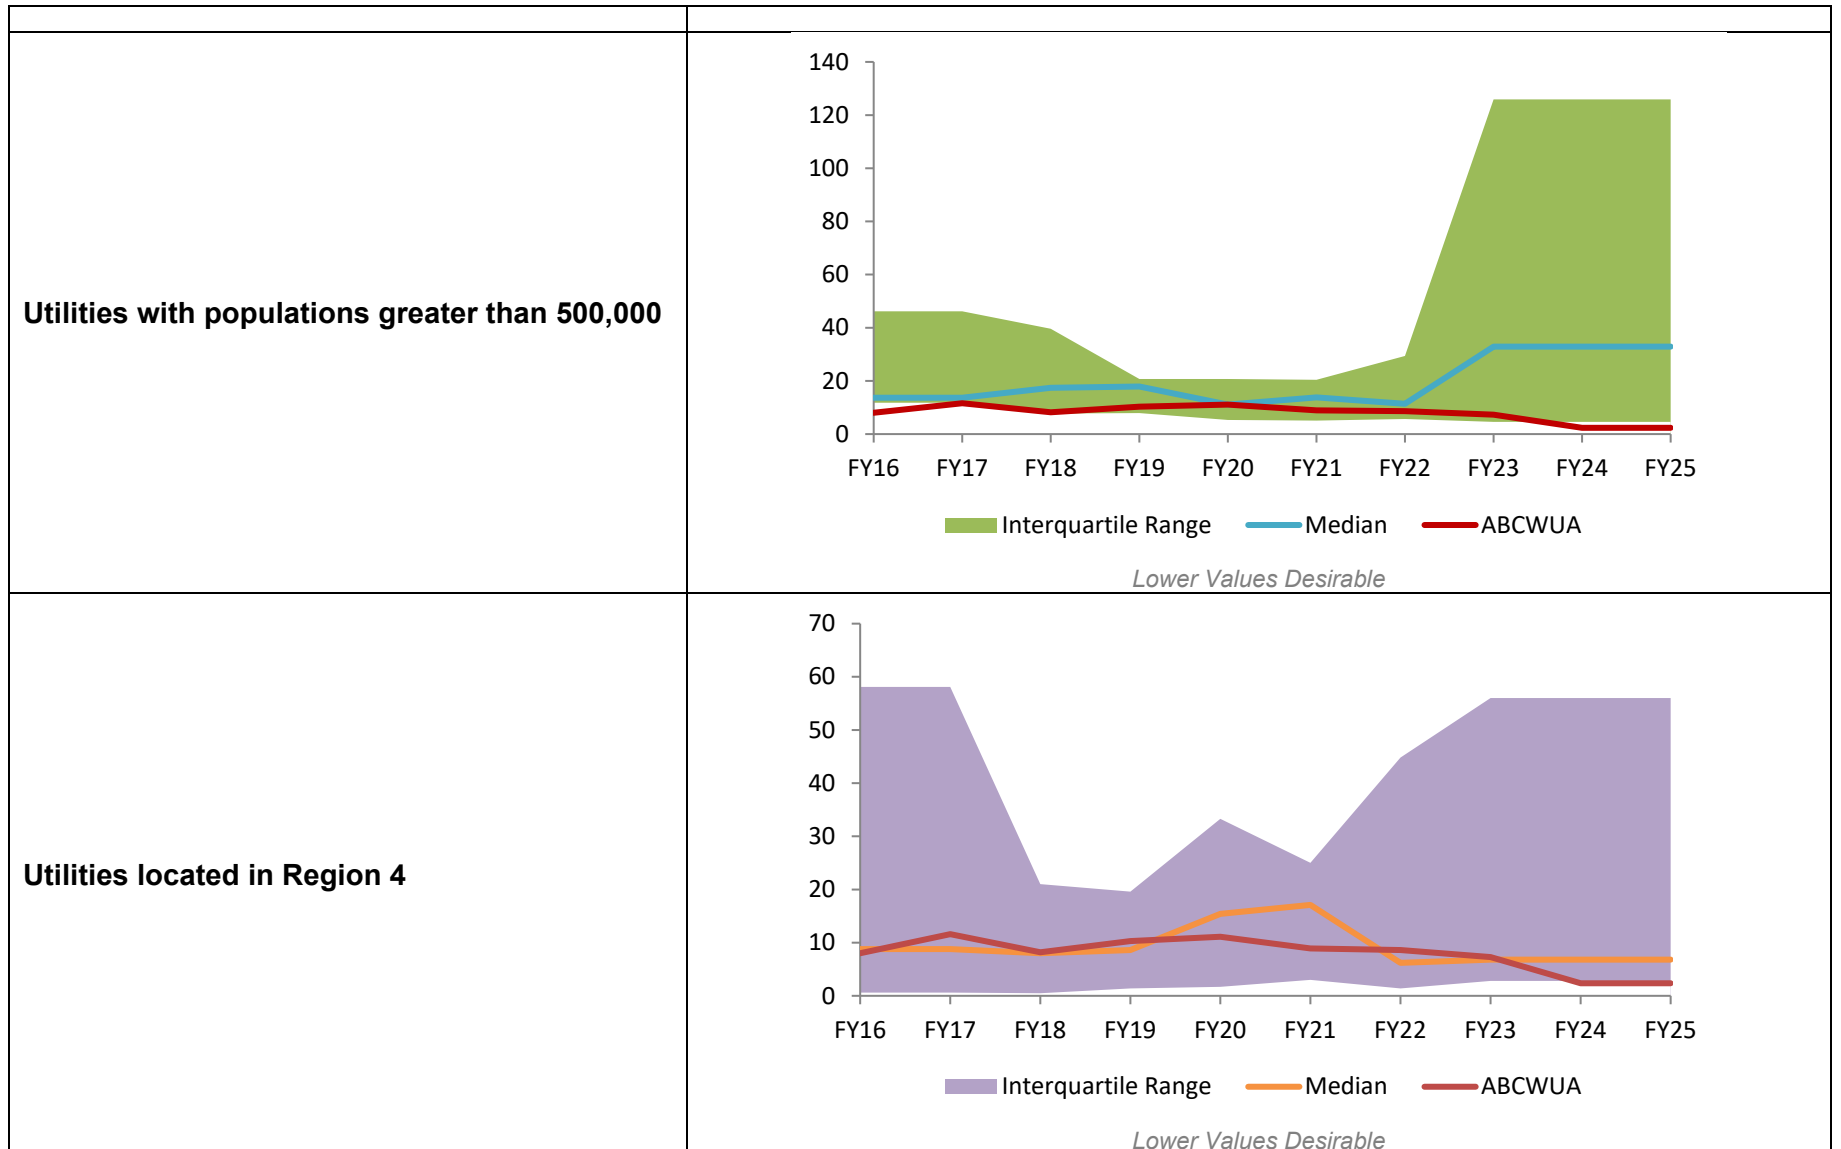 Utilities with populations greater than 500,000
140
120
100
80
60
40
20
0
FY16 FY17 FY18 FY19 FY20 FY21 FY22 FY23 FY24 FY25
Interquartile Range Median ABCWUA
Lower Values Desirable
Utilities located in Region 4
70
60
50
40
30
20
10
0
FY16 FY17 FY18 FY19 FY20 FY21 FY22 FY23 FY24 FY25
Interquartile Range Median ABCWUA
Lower Values Desirable